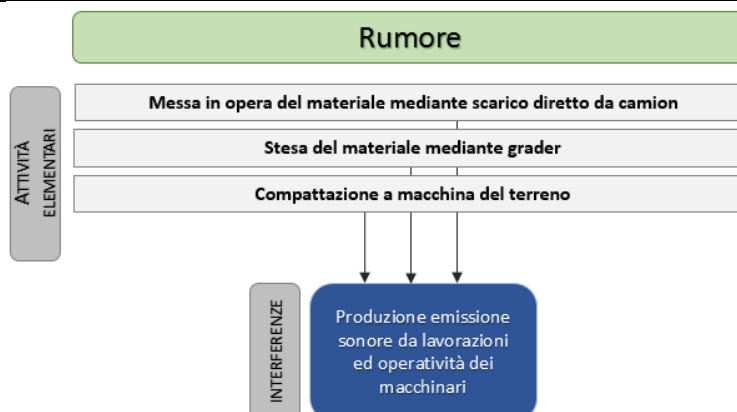 Rumore
ATTIVITÀ
ELEMENTARI
Messa in opera del materiale mediante scarico diretto da camion
Stesa del materiale mediante grader
Compattazione a macchina del terreno
INTERFERENZE
Produzione emissione
sonore da lavorazioni
ed operatività dei
macchinari